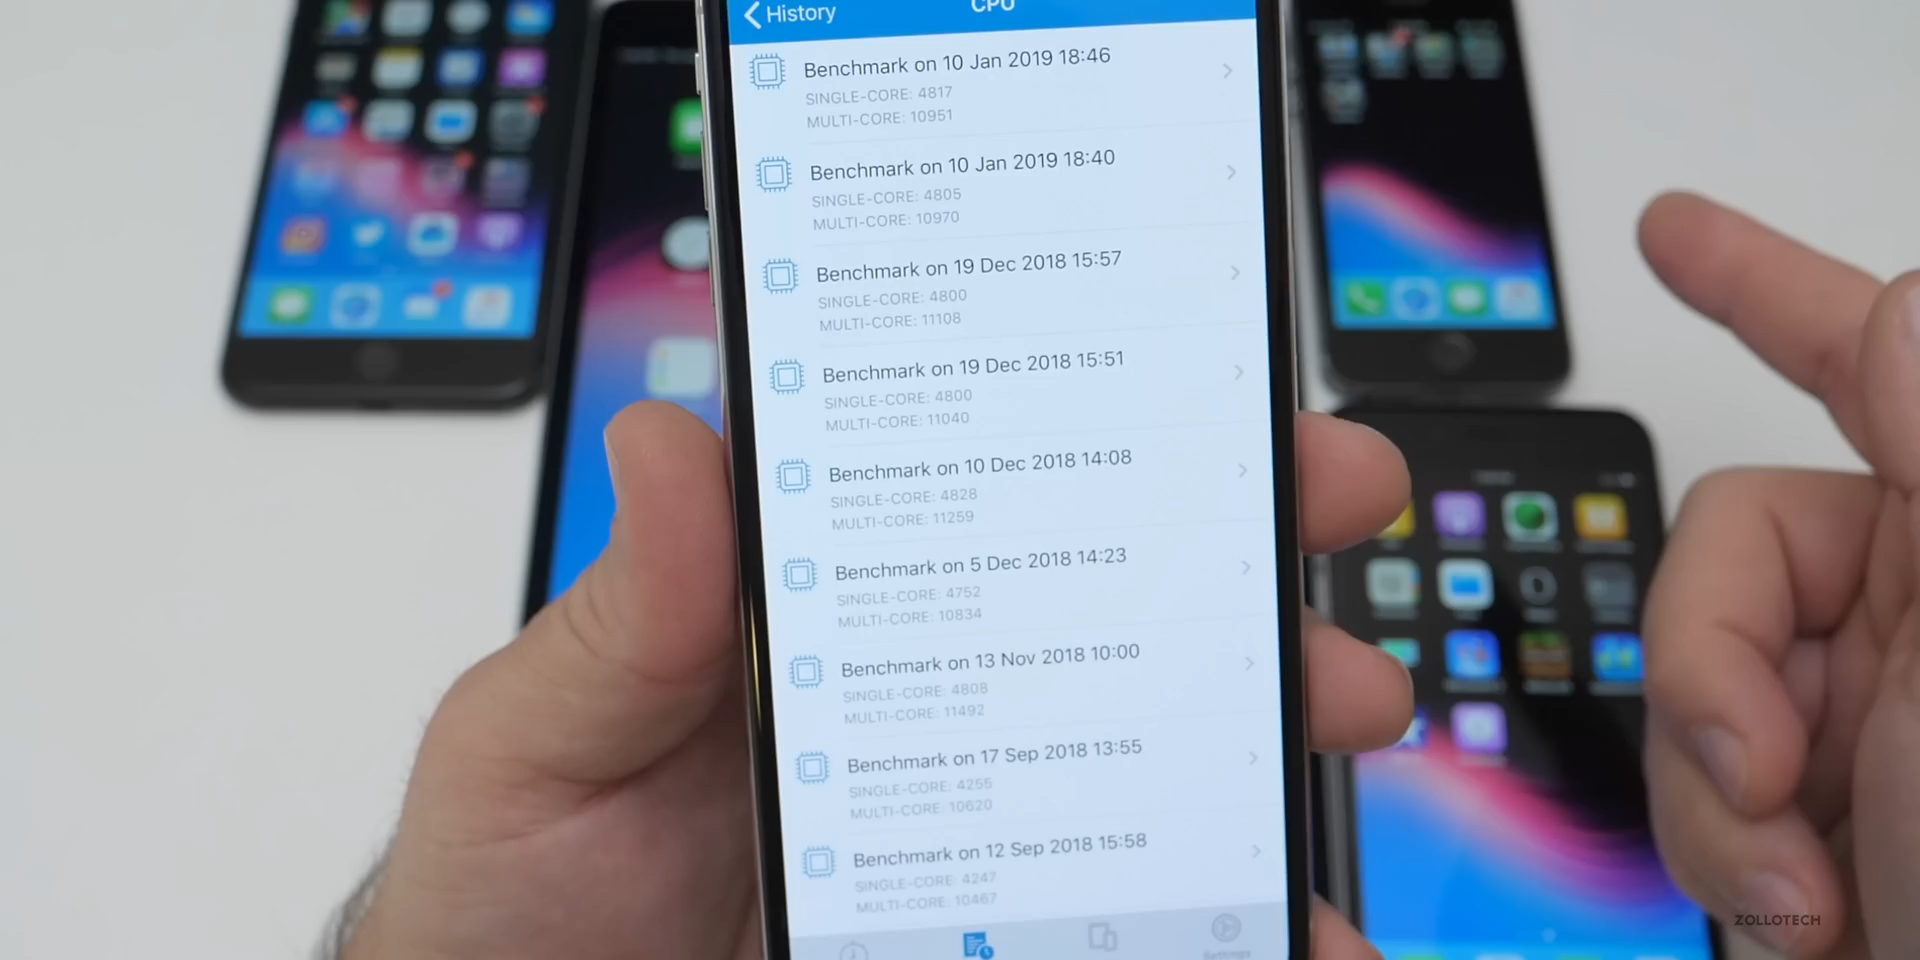 History
CPU
Benchmark on 10 Jan 2019 18:46
SINGLE-CORE: 4817
MULTI-CORE: 10951
Benchmark on 10 Jan 2019 18:40
SINGLE-CORE: 4805
MULTI-CORE: 10970
Benchmark on 19 Dec 2018 15:57
SINGLE-CORE: 4800
MULTI-CORE: 11108
Benchmark on 19 Dec 2018 15:51
SINGLE-CORE: 4800
MULTI-CORE: 11040
Benchmark on 10 Dec 2018 14:08
SINGLE-CORE: 4828
MULTI-CORE: 11259
Benchmark on 5 Dec 2018 14:23
SINGLE-CORE: 4752
MULTI-CORE: 10834
Benchmark on 13 Nov 2018 10:00
SINGLE-CORE: 4808
MULTI-CORE: 11492
Benchmark on 17 Sep 2018 13:55
SINGLE-CORE: 4255
MULTI-CORE: 10620
Benchmark on 12 Sep 2018 15:58
SINGLE-CORE: 4247
MULTI-CORE: 10467
Settings
ZOLLOTECH